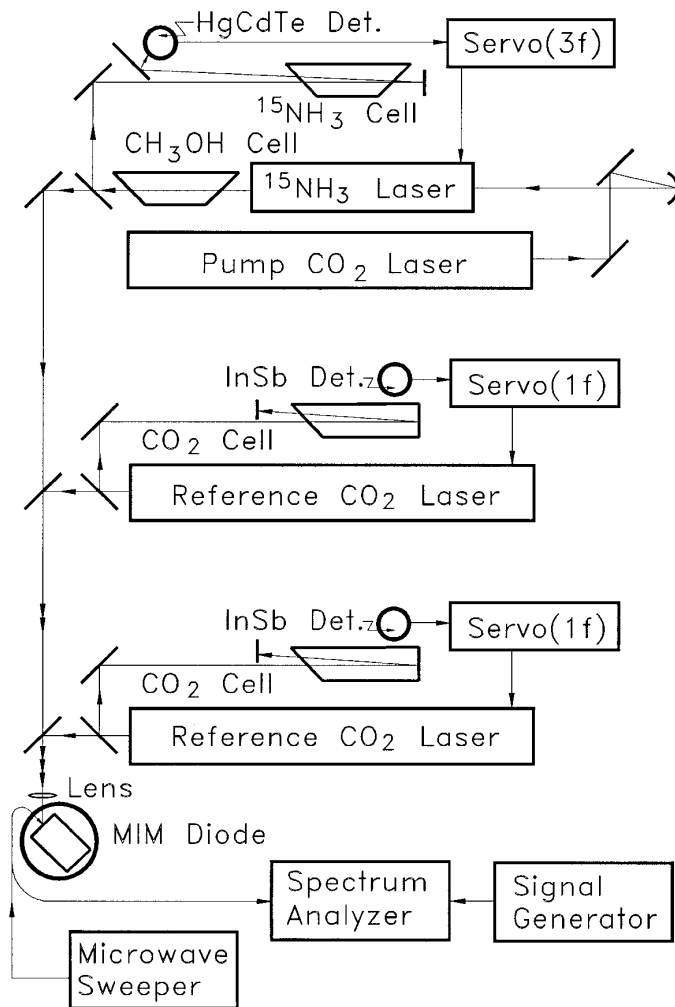 HgCdTe Det.
Servo(3f)
¹⁵NH₃ Cell
CH₃OH Cell
¹⁵NH₃ Laser
Pump CO₂ Laser
InSb Det.
Servo(1f)
CO₂ Cell
Reference CO₂ Laser
InSb Det.
Servo(1f)
CO₂ Cell
Reference CO₂ Laser
Lens
MIM Diode
Spectrum
Analyzer
Signal
Generator
Microwave
Sweeper